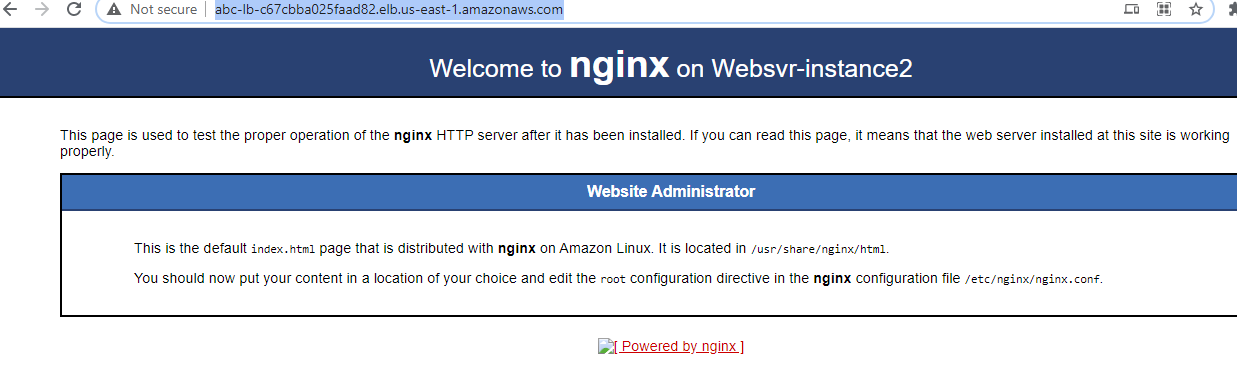 Not secure
abc-lb-c67cbba025faad82.elb.us-east-1.amazonaws.com
Welcome to nginx on Websvr-instance2
This page is used to test the proper operation of the nginx HTTP server after it has been installed. If you can read this page, it means that the web server installed at this site is working
properly.
Website Administrator
This is the default index.html page that is distributed with nginx on Amazon Linux. It is located in /usr/share/nginx/html.
You should now put your content in a location of your choice and edit the root configuration directive in the nginx configuration file /etc/nginx/nginx.conf.
[ Powered by nginx ]